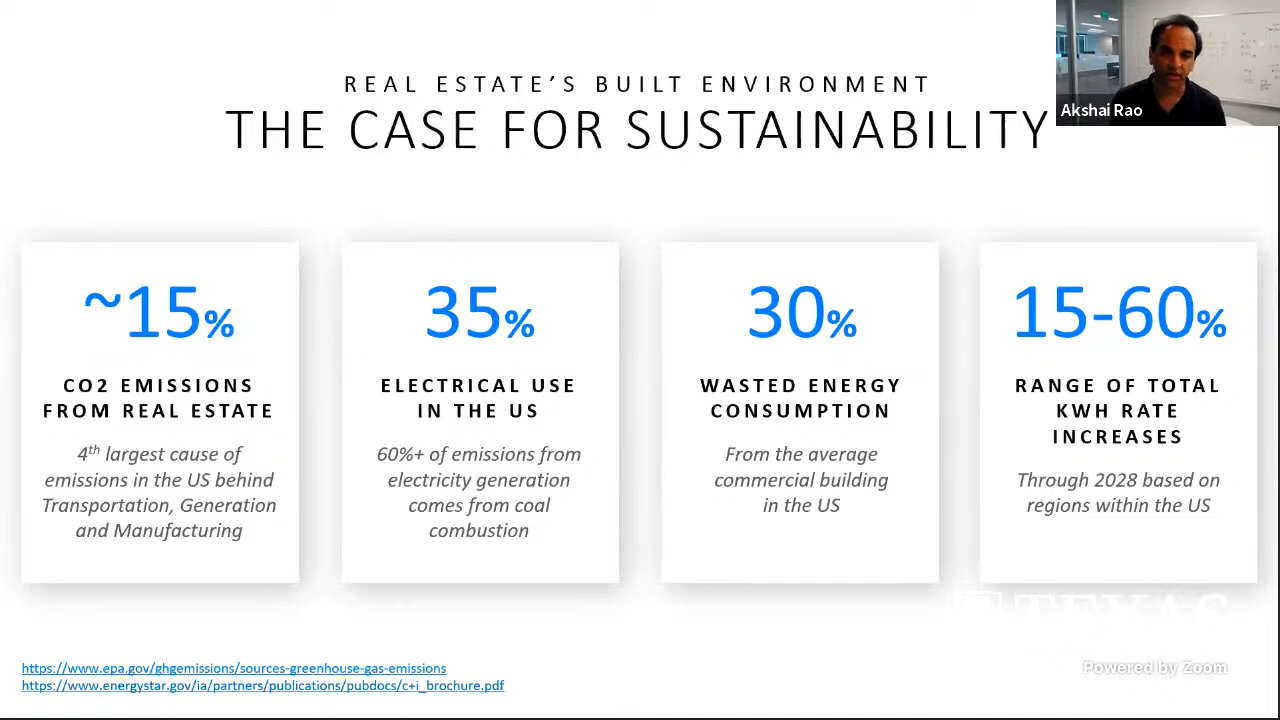 REAL ESTATE’S BUILT ENVIRONMENT
THE CASE FOR SUSTAINABILITY
Akshai Rao
~15%
CO2 EMISSIONS
FROM REAL ESTATE
4th largest cause of
emissions in the US behind
Transportation, Generation
and Manufacturing
35%
ELECTRICAL USE
IN THE US
60%+ of emissions from
electricity generation
comes from coal
combustion
30%
WASTED ENERGY
CONSUMPTION
From the average
commercial building
in the US
15-60%
RANGE OF TOTAL
KWH RATE
INCREASES
Through 2028 based on
regions within the US
TEXAS
https://www.epa.gov/ghgemissions/sources-greenhouse-gas-emissions
https://www.energystar.gov/ia/partners/publications/pubdocs/c+i_brochure.pdf
Powered by Zoom